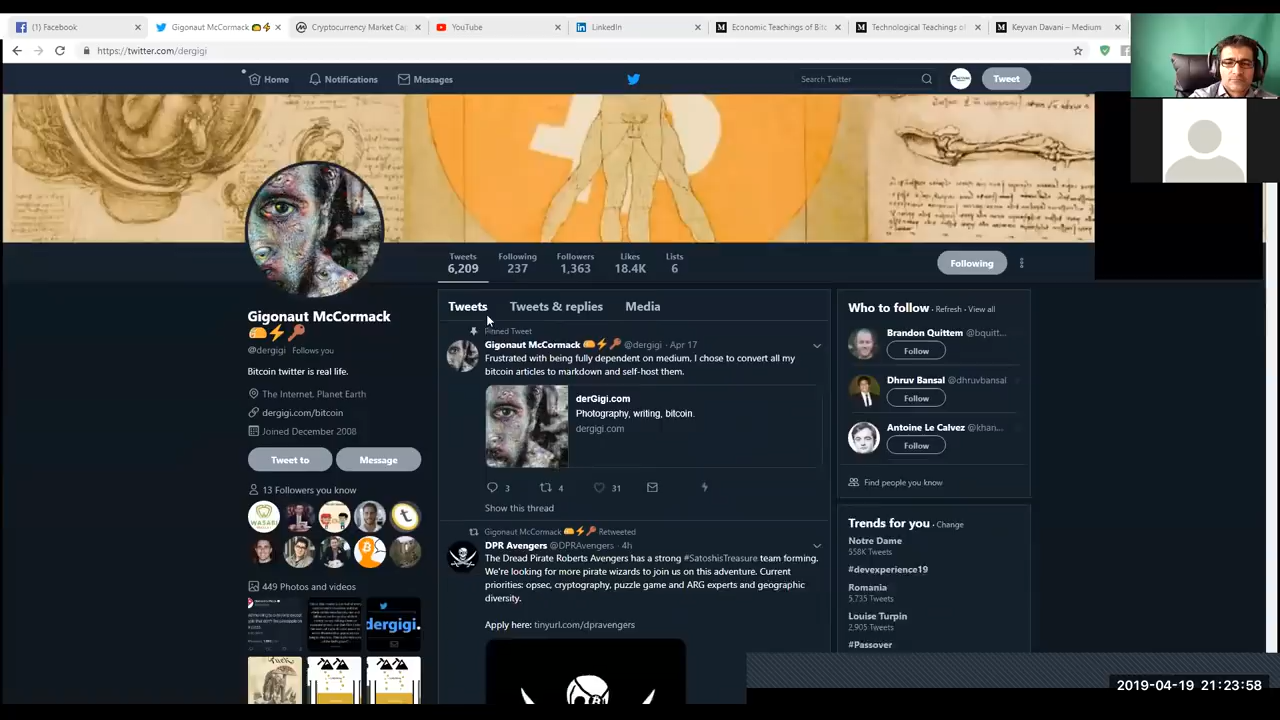 (1) Facebook
Gigonaut McCormack
Cryptocurrency Market Ca
YouTube
LinkedIn
Economic Teachings of Bitc
Technological Teachings of
Keyvan Davani – Medium
https://twitter.com/dergigi
Home
Notifications
Messages
Search Twitter
Tweet
Tweets
6,209
Following
237
Followers
1,363
Likes
18.4K
Lists
6
Following
Gigonaut McCormack
@dergigi Follows you
Bitcoin twitter is real life.
The Internet. Planet Earth
dergigi.com/bitcoin
Joined December 2008
Tweet to
Message
13 Followers you know
WASABI
449 Photos and videos
dergigi.
Tweets
Tweets & replies
Media
Pinned Tweet
Gigonaut McCormack @dergigi · Apr 17
Frustrated with being fully dependent on medium, I chose to convert all my
bitcoin articles to markdown and self-host them.
derGigi.com
Photography, writing, bitcoin.
dergigi.com
3
4
31
Show this thread
Gigonaut McCormack Retweeted
DPR Avengers @DPRAvengers · 4h
The Dread Pirate Roberts Avengers has a strong #SatoshisTreasure team forming.
We're looking for more pirate wizards to join us on this adventure. Current
priorities: opsec, cryptography, puzzle game and ARG experts and geographic
diversity.
Apply here: tinyurl.com/dpravengers
Who to follow · Refresh · View all
Brandon Quittem @bquitt...
Follow
Dhruv Bansal @dhruvbansal
Follow
Antoine Le Calvez @khan...
Follow
Find people you know
Trends for you · Change
Notre Dame
558K Tweets
#devexperience19
Romania
5,735 Tweets
Louise Turpin
2,905 Tweets
#Passover
2019-04-19 21:23:58